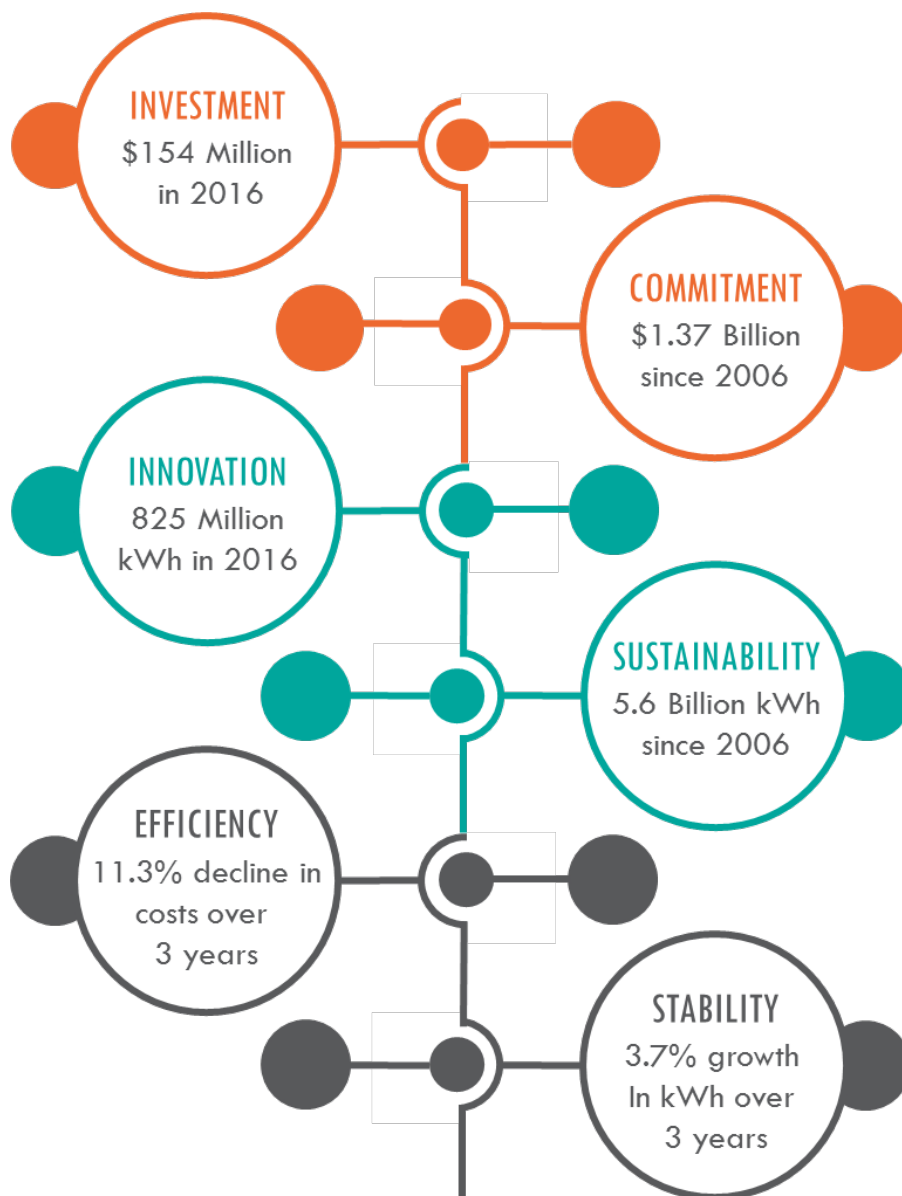 INVESTMENT
$154 Million
in 2016
COMMITMENT
$1.37 Billion
since 2006
INNOVATION
825 Million
kWh in 2016
SUSTAINABILITY
5.6 Billion kWh
since 2006
EFFICIENCY
11.3% decline in
costs over
3 years
STABILITY
3.7% growth
In kWh over
3 years